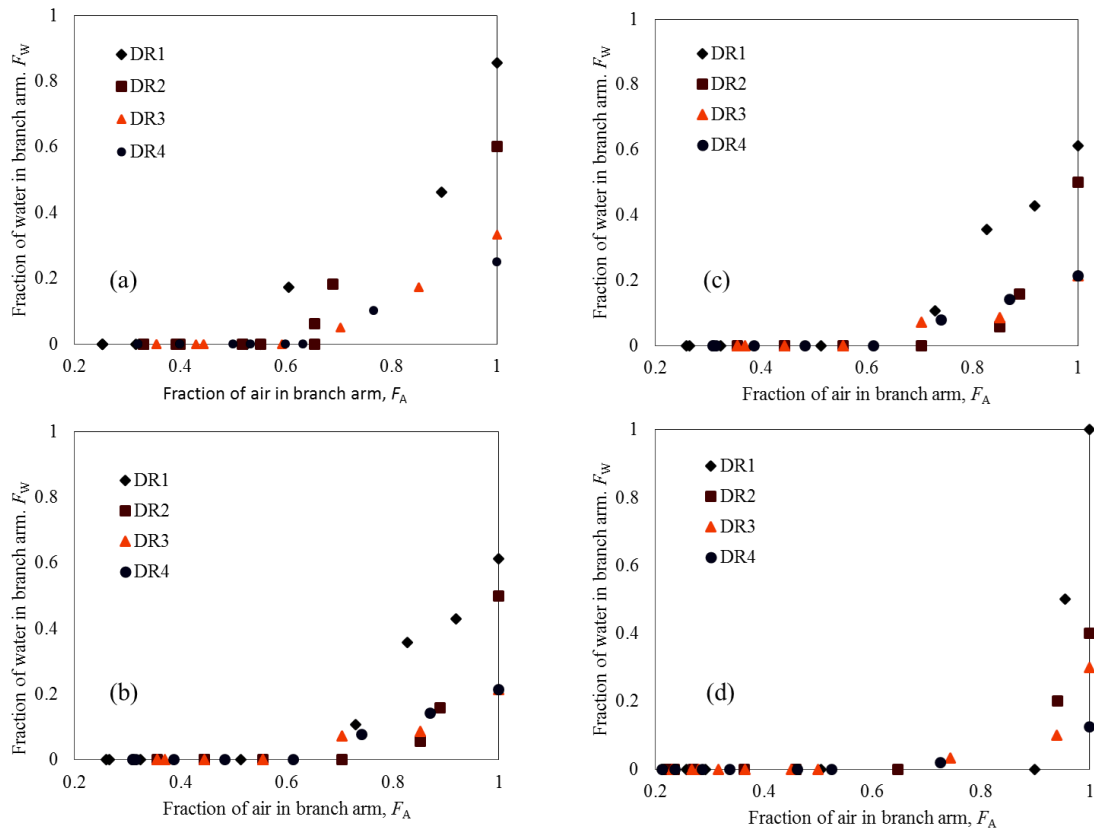 1
0.8
0.6
0.4
0.2
0
Fraction of water in branch arm. FW
DR1
DR2
DR3
DR4
(a)
0.2 0.4 0.6 0.8 1
Fraction of air in branch arm, FA
1
0.8
0.6
0.4
0.2
0
Fraction of water in branch arm. FW
DR1
DR2
DR3
DR4
(c)
0.2 0.4 0.6 0.8 1
Fraction of air in branch arm, FA
1
0.8
0.6
0.4
0.2
0
Fraction of water in branch arm. FW
DR1
DR2
DR3
DR4
(b)
0.2 0.4 0.6 0.8 1
Fraction of air in branch arm, FA
1
0.8
0.6
0.4
0.2
0
Fraction of water in branch arm. FW
DR1
DR2
DR3
DR4
(d)
0.2 0.4 0.6 0.8 1
Fraction of air in branch arm, FA